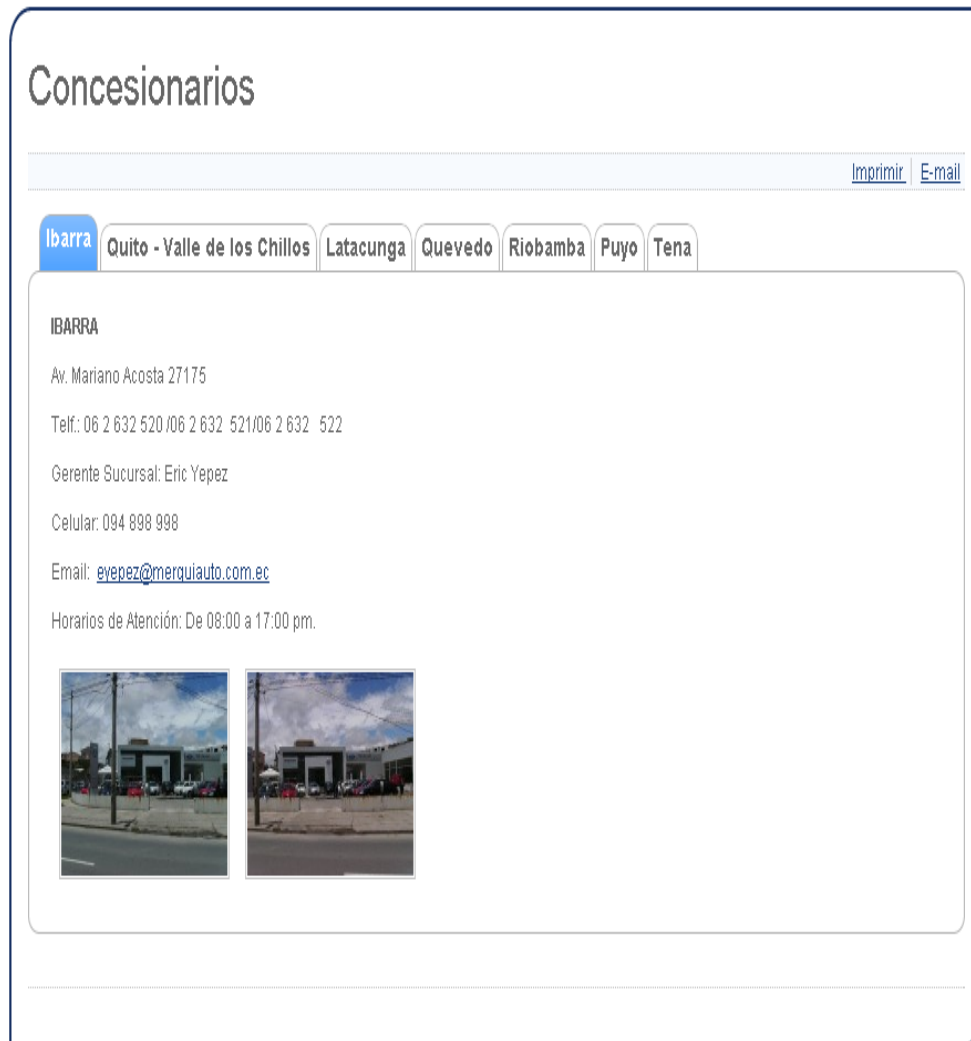 Concesionarios
Imprimir E-mail
Ibarra Quito - Valle de los Chillos Latacunga Quevedo Riobamba Puyo Tena
IBARRA
Av. Mariano Acosta 27175
Telf.: 06 2 632 520 /06 2 632 521/06 2 632 522
Gerente Sucursal: Eric Yepez
Celular: 094 898 998
Email: eyepez@merquiauto.com.ec
Horarios de Atención: De 08:00 a 17:00 pm.